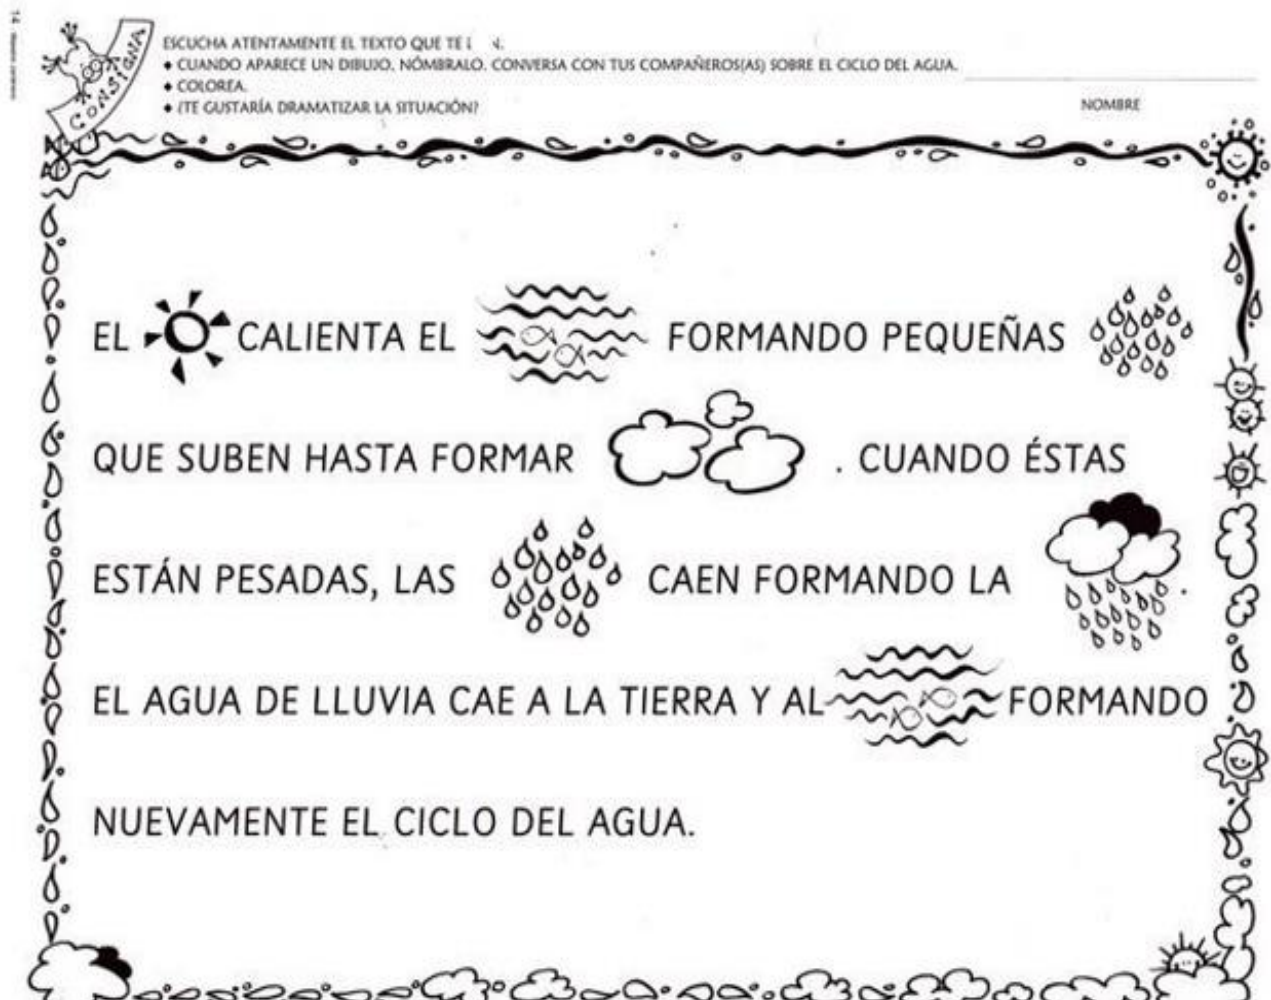 CONSIGNA
ESCUCHA ATENTAMENTE EL TEXTO QUE TE
♦ CUANDO APARECE UN DIBUJO, NÓMBRALO. CONVERSA CON TUS COMPAÑEROS(AS) SOBRE EL CICLO DEL AGUA.
♦ COLOREA.
♦ ¿TE GUSTARÍA DRAMATIZAR LA SITUACIÓN?
NOMBRE
EL CALIENTA EL FORMANDO PEQUEÑAS
QUE SUBEN HASTA FORMAR . CUANDO ÉSTAS
ESTÁN PESADAS, LAS CAEN FORMANDO LA .
EL AGUA DE LLUVIA CAE A LA TIERRA Y AL FORMANDO
NUEVAMENTE EL CICLO DEL AGUA.